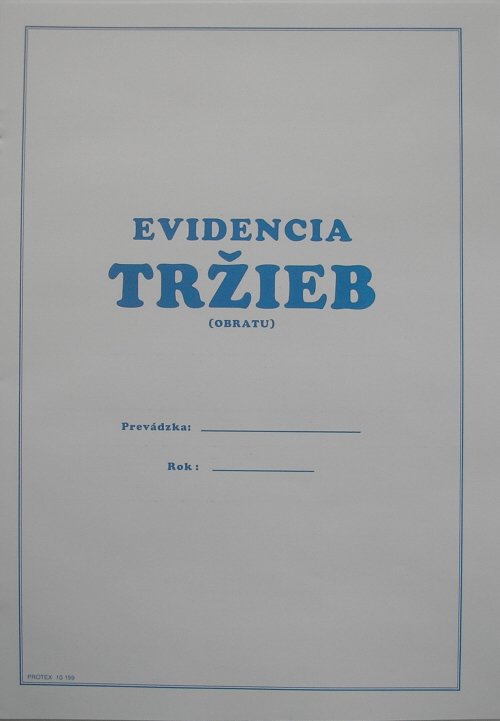 EVIDENCIA
TRŽIEB
(OBRATU)
Prevádzka:
Rok :
PROTEX 10 199